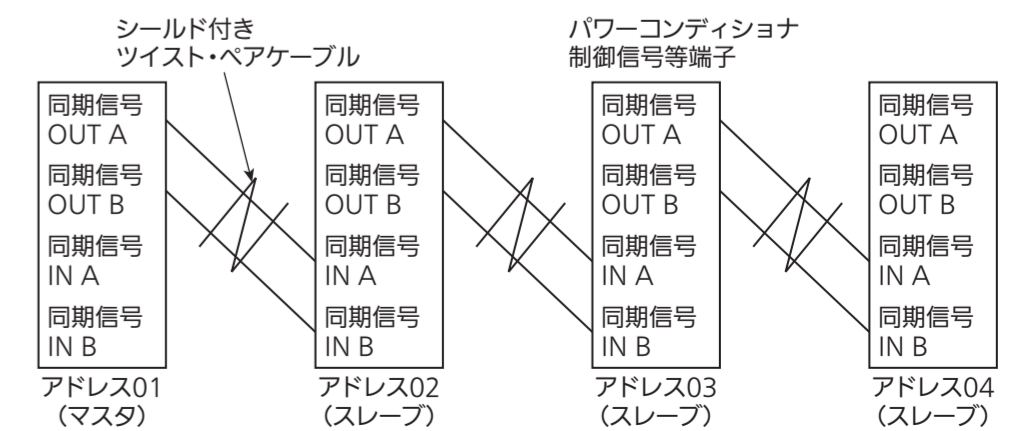 シールド付き
ツイスト・ペアケーブル
パワーコンディショナ
制御信号等端子
同期信号
OUT A
同期信号
OUT B
同期信号
IN A
同期信号
IN B
アドレス01
（マスタ）
同期信号
OUT A
同期信号
OUT B
同期信号
IN A
同期信号
IN B
アドレス02
（スレーブ）
同期信号
OUT A
同期信号
OUT B
同期信号
IN A
同期信号
IN B
アドレス03
（スレーブ）
同期信号
OUT A
同期信号
OUT B
同期信号
IN A
同期信号
IN B
アドレス04
（スレーブ）